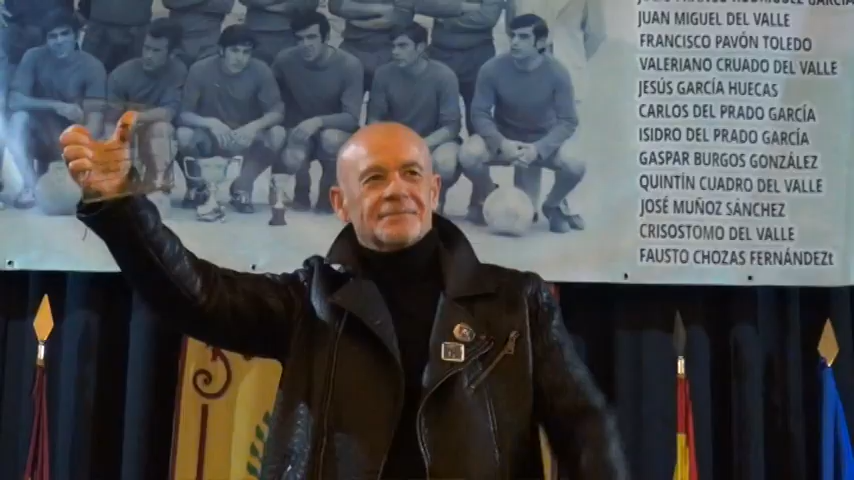 JUAN MIGUEL DEL VALLE
FRANCISCO PAVÓN TOLEDO
VALERIANO CRUADO DEL VALLE
JESÚS GARCÍA HUECAS
CARLOS DEL PRADO GARCÍA
ISIDRO DEL PRADO GARCÍA
GASPAR BURGOS GONZÁLEZ
QUINTÍN CUADRO DEL VALLE
JOSÉ MUÑOZ SÁNCHEZ
CRISOSTOMO DEL VALLE
FAUSTO CHOZAS FERNÁNDEZt